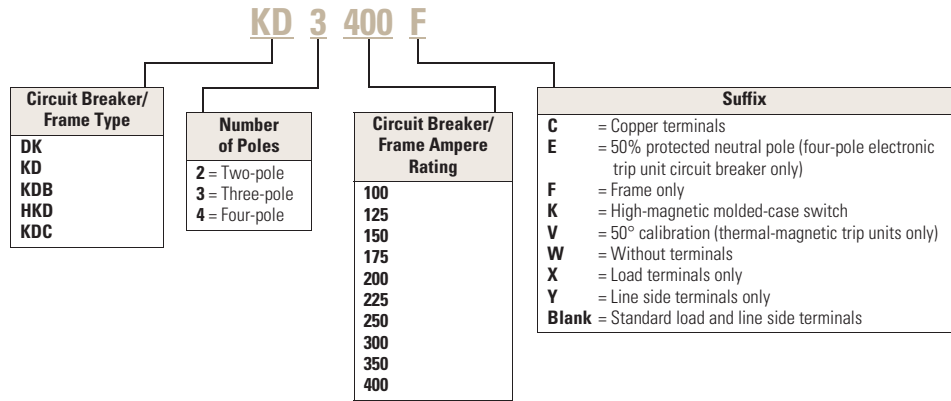 KD 3 400 F
Circuit Breaker/
Frame Type
DK
KD
KDB
HKD
KDC
Number
of Poles
2 = Two-pole
3 = Three-pole
4 = Four-pole
Circuit Breaker/
Frame Ampere
Rating
100
125
150
175
200
225
250
300
350
400
Suffix
C = Copper terminals
E = 50% protected neutral pole (four-pole electronic
trip unit circuit breaker only)
F = Frame only
K = High-magnetic molded-case switch
V = 50° calibration (thermal-magnetic trip units only)
W = Without terminals
X = Load terminals only
Y = Line side terminals only
Blank = Standard load and line side terminals